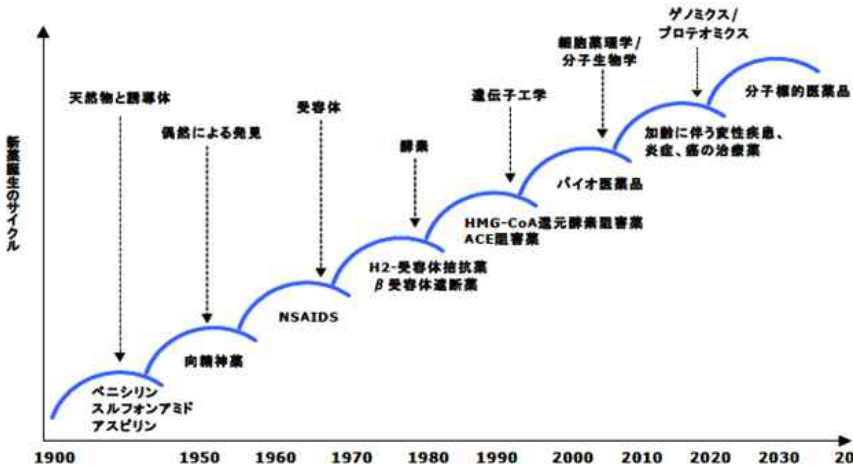 ゲノミクス/
プロテオミクス
細胞薬理学/
分子生物学
分子標的医薬品
天然物と誘導体
受容体
遺伝子工学
偶然による発見
酵素
加齢に伴う変性疾患、
炎症、癌の治療薬
新薬誕生のサイクル
バイオ医薬品
HMG-CoA還元酵素阻害薬
ACE阻害薬
H2-受容体拮抗薬
β受容体遮断薬
NSAIDS
向精神薬
ペニシリン
スルフォンアミド
アスピリン
1900 1950 1960 1970 1980 1990 2000 2010 2020 2030 20